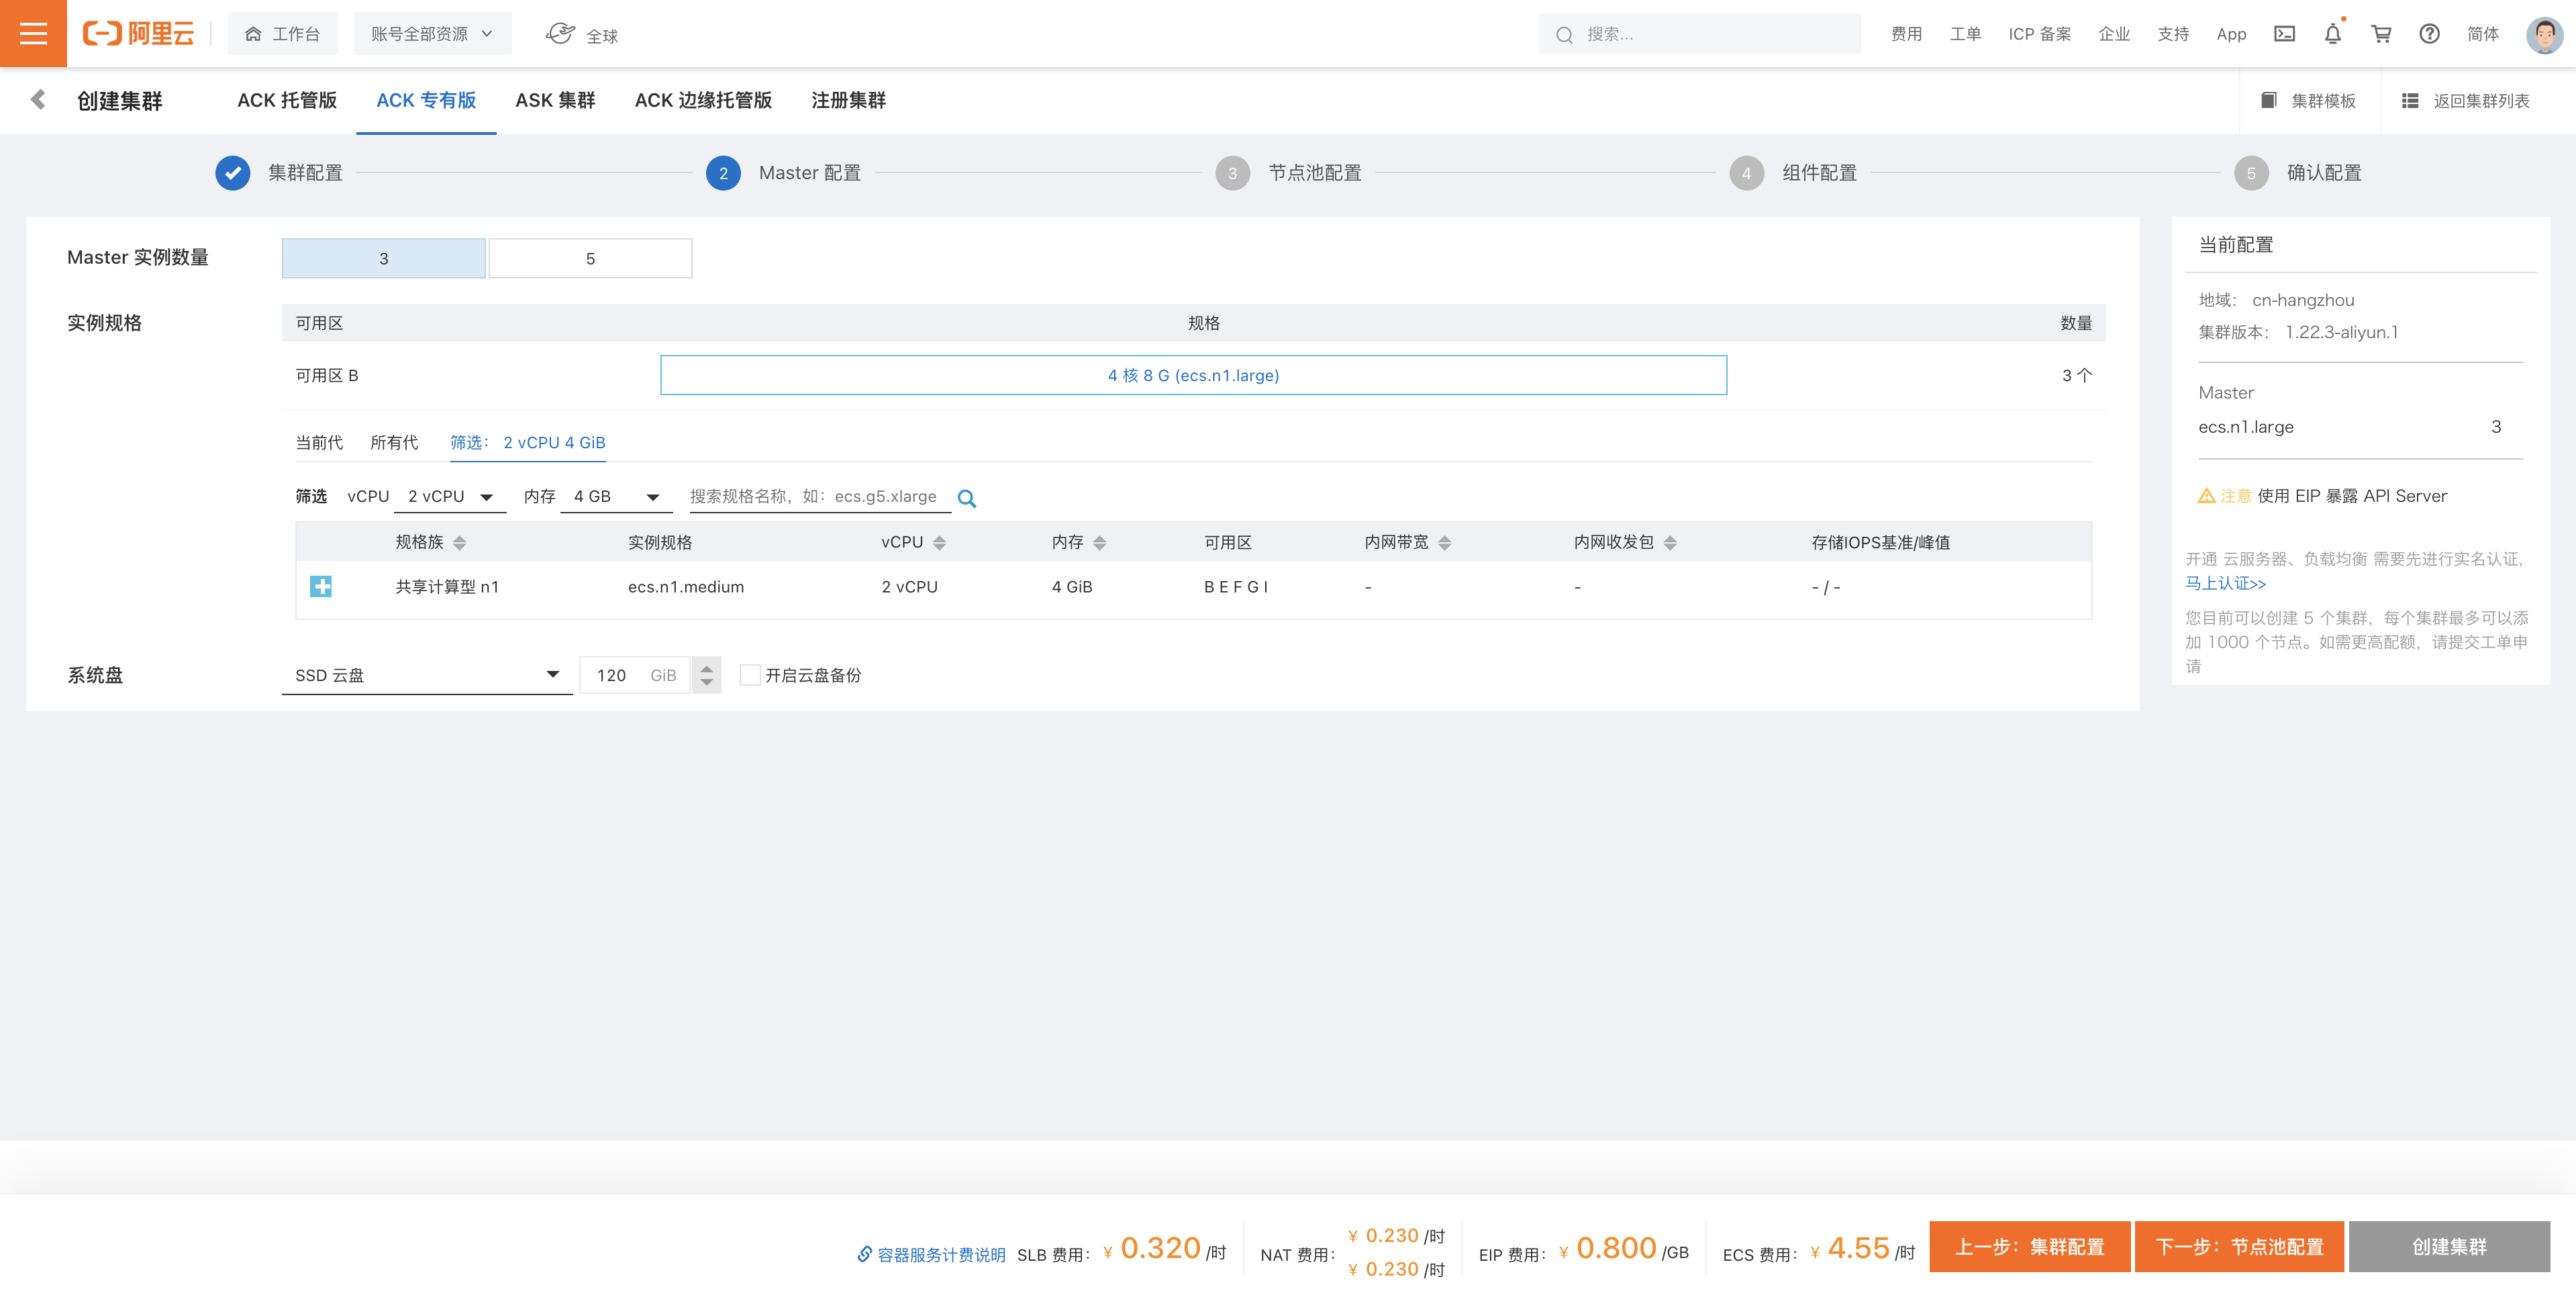 阿里云 工作台 账号全部资源 全球 搜索... 费用 工单 ICP 备案 企业 支持 App 简体
创建集群 ACK 托管版 ACK 专有版 ASK 集群 ACK 边缘托管版 注册集群 集群模板 返回集群列表
集群配置 2 Master 配置 3 节点池配置 4 组件配置 5 确认配置
Master 实例数量 3 5
实例规格 可用区 规格 数量
可用区 B 4 核 8 G (ecs.n1.large) 3 个
当前代 所有代 筛选： 2 vCPU 4 GiB
筛选 vCPU 2 vCPU 内存 4 GB 搜索规格名称，如：ecs.g5.xlarge
规格族 实例规格 vCPU 内存 可用区 内网带宽 内网收发包 存储IOPS基准/峰值
共享计算型 n1 ecs.n1.medium 2 vCPU 4 GiB B E F G I - - - / -
系统盘 SSD 云盘 120 GiB 开启云盘备份
当前配置
地域： cn-hangzhou
集群版本： 1.22.3-aliyun.1
Master
ecs.n1.large 3
注意 使用 EIP 暴露 API Server
开通 云服务器、负载均衡 需要先进行实名认证，
马上认证>>
您目前可以创建 5 个集群，每个集群最多可以添
加 1000 个节点。如需更高配额，请提交工单申
请
容器服务计费说明 SLB 费用： ¥ 0.320 /时 NAT 费用： ¥ 0.230 /时
¥ 0.230 /时
EIP 费用： ¥ 0.800 /GB ECS 费用： ¥ 4.55 /时 上一步：集群配置 下一步：节点池配置 创建集群